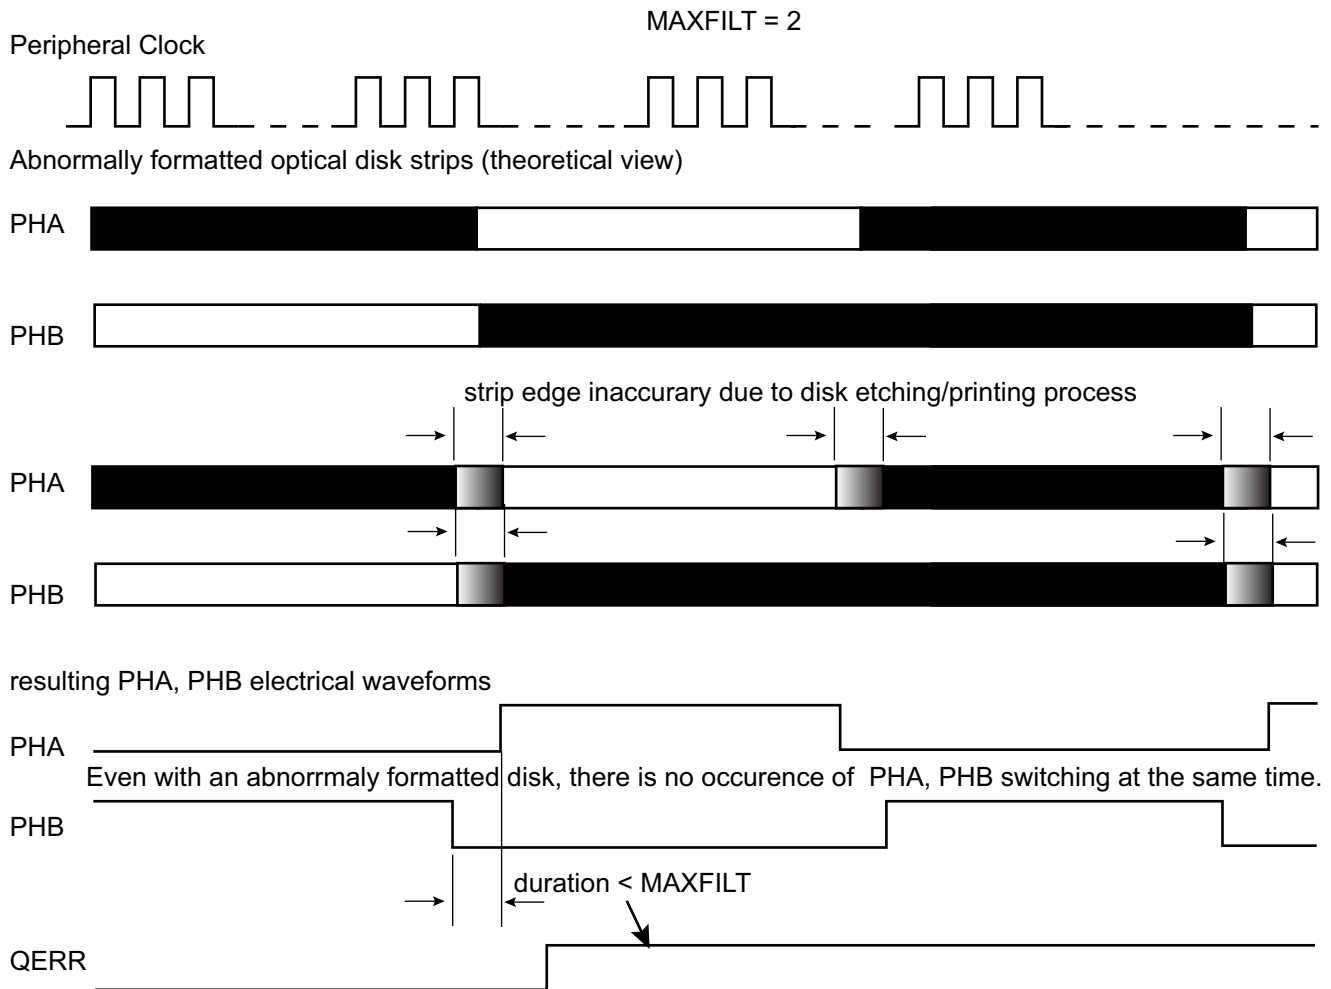 MAXFILT = 2
Peripheral Clock
Abnormally formatted optical disk strips (theoretical view)
PHA
PHB
strip edge inaccurary due to disk etching/printing process
PHA
PHB
resulting PHA, PHB electrical waveforms
PHA
Even with an abnorrmaly formatted disk, there is no occurence of PHA, PHB switching at the same time.
PHB
duration < MAXFILT
QERR